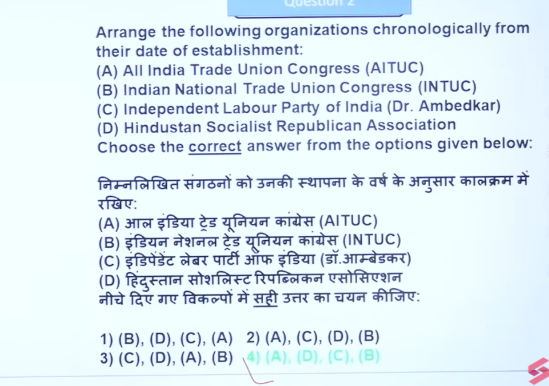 Question 2
Arrange the following organizations chronologically from
their date of establishment:
(A) All India Trade Union Congress (AITUC)
(B) Indian National Trade Union Congress (INTUC)
(C) Independent Labour Party of India (Dr. Ambedkar)
(D) Hindustan Socialist Republican Association
Choose the correct answer from the options given below:
निम्नलिखित संगठनों को उनकी स्थापना के वर्ष के अनुसार कालक्रम में
रखिए:
(A) आल इंडिया ट्रेड यूनियन कांग्रेस (AITUC)
(B) इंडियन नेशनल ट्रेड यूनियन कांग्रेस (INTUC)
(C) इंडिपेंडेंट लेबर पार्टी ऑफ इंडिया (डॉ.आम्बेडकर)
(D) हिंदुस्तान सोशलिस्ट रिपब्लिकन एसोसिएशन
नीचे दिए गए विकल्पों में सही उत्तर का चयन कीजिए:
1) (B), (D), (C), (A) 2) (A), (C), (D), (B)
3) (C), (D), (A), (B) 4) (A), (D), (C), (B)